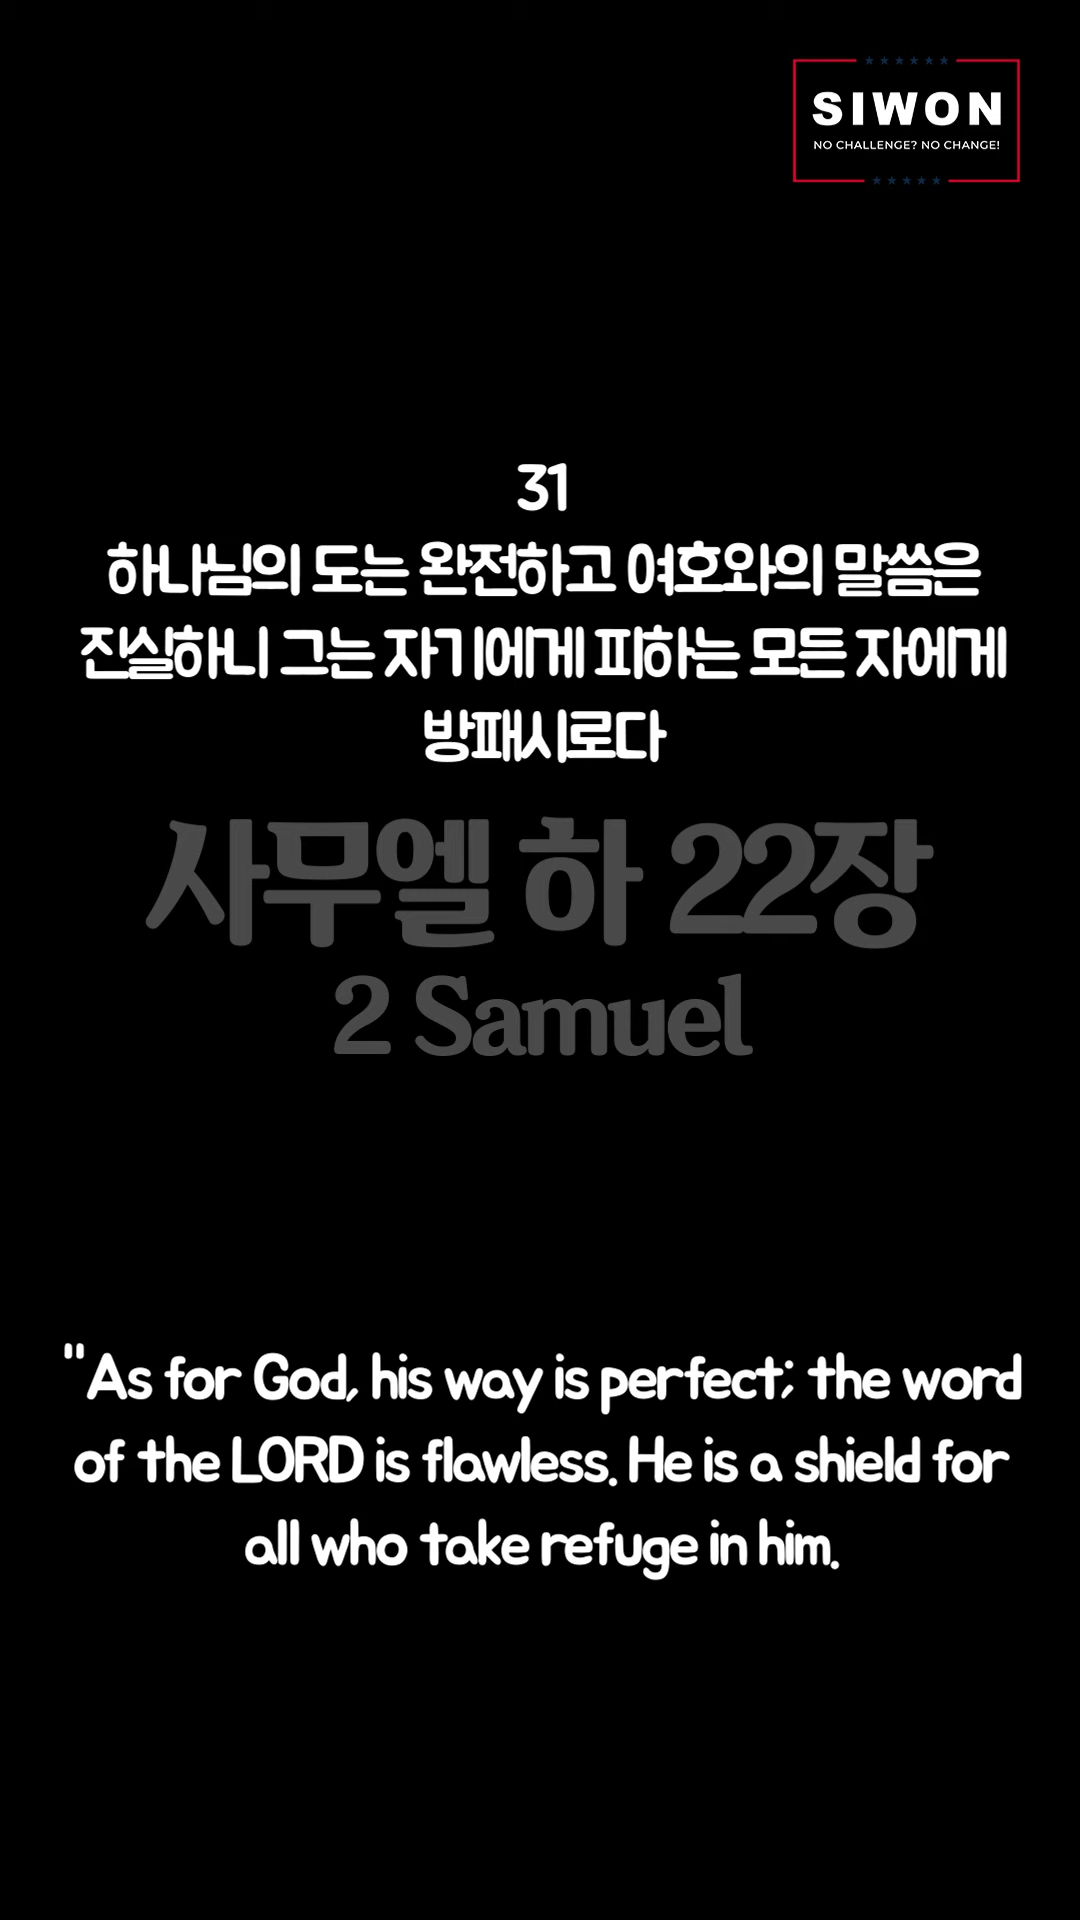 SIWON
NO CHALLENGE? NO CHANGE!
31
하나님의 도는 완전하고 여호와의 말씀은
진실하니 그는 자기에게 피하는 모든 자에게
방패시로다
사무엘 하 22장
2 Samuel
"As for God, his way is perfect; the word
of the LORD is flawless. He is a shield for
all who take refuge in him.